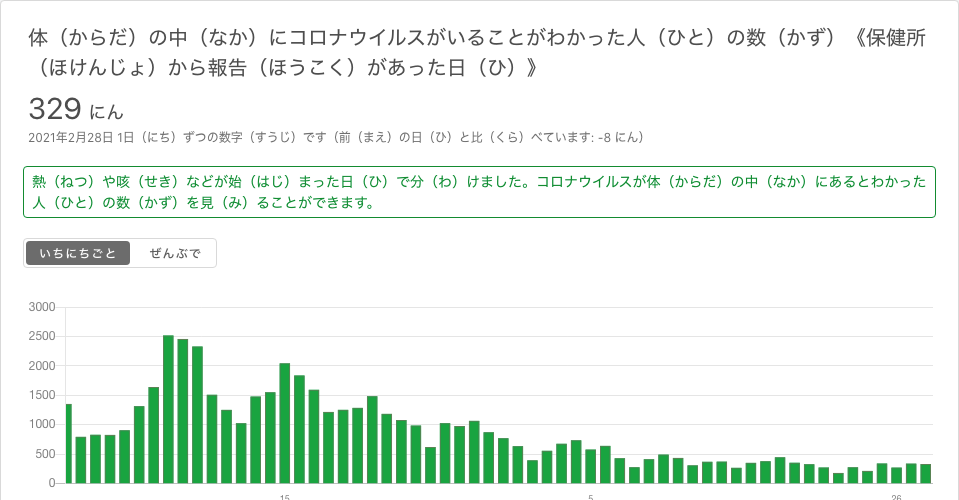 体（からだ）の中（なか）にコロナウイルスがいることがわかった人（ひと）の数（かず）《保健所
（ほけんじょ）から報告（ほうこく）があった日（ひ）》
329 にん
2021年2月28日 1日（にち）ずつの数字（すうじ）です（前（まえ）の日（ひ）と比（くら）べています: -8 にん）
熱（ねつ）や咳（せき）などが始（はじ）まった日（ひ）で分（わ）けました。コロナウイルスが体（からだ）の中（なか）にあるとわかった
人（ひと）の数（かず）を見（み）ることができます。
いちにちごと ぜんぶで
3000
2500
2000
1500
1000
500
0
15 5 26